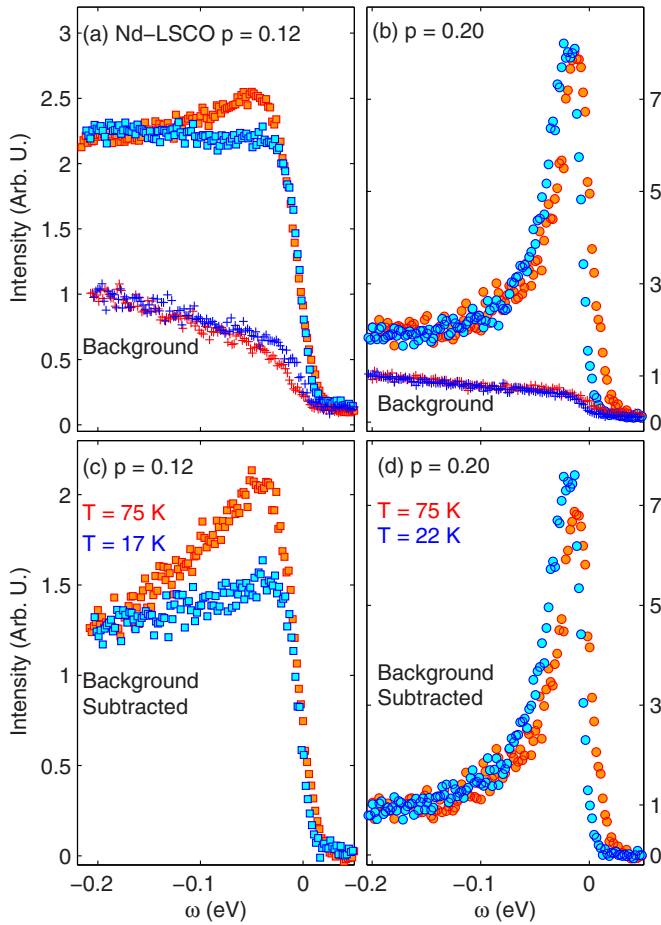 (a) Nd−LSCO p = 0.12
(b) p = 0.20
3
2.5
2
1.5
1
0.5
0
Intensity (Arb. U.)
Background
7
5
3
1
0
Background
(c) p = 0.12
(d) p = 0.20
T = 75 K
T = 17 K
T = 75 K
T = 22 K
2
1.5
1
0.5
0
Intensity (Arb. U.)
Background
Subtracted
Background
Subtracted
7
5
3
1
0
−0.2
−0.1
0
−0.2
−0.1
0
ω (eV)
ω (eV)